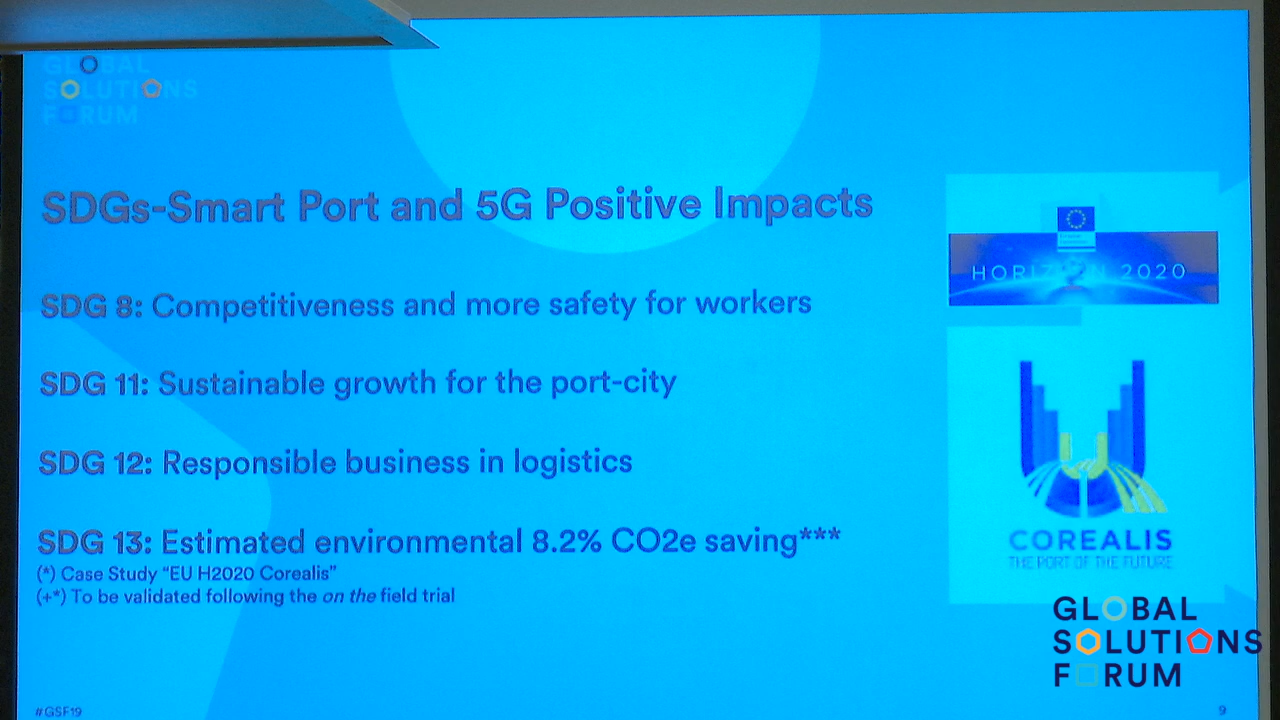 GLOBAL
SOLUTIONS
FORUM
SDGs-Smart Port and 5G Positive Impacts
HORIZON 2020
SDG 8: Competitiveness and more safety for workers
SDG 11: Sustainable growth for the port-city
SDG 12: Responsible business in logistics
SDG 13: Estimated environmental 8.2% CO2e saving***
(*) Case Study “EU H2020 Corealis”
(+*) To be validated following the on the field trial
COREALIS
THE PORT OF THE FUTURE
GLOBAL
SOLUTIONS
FORUM
#GSF19
9